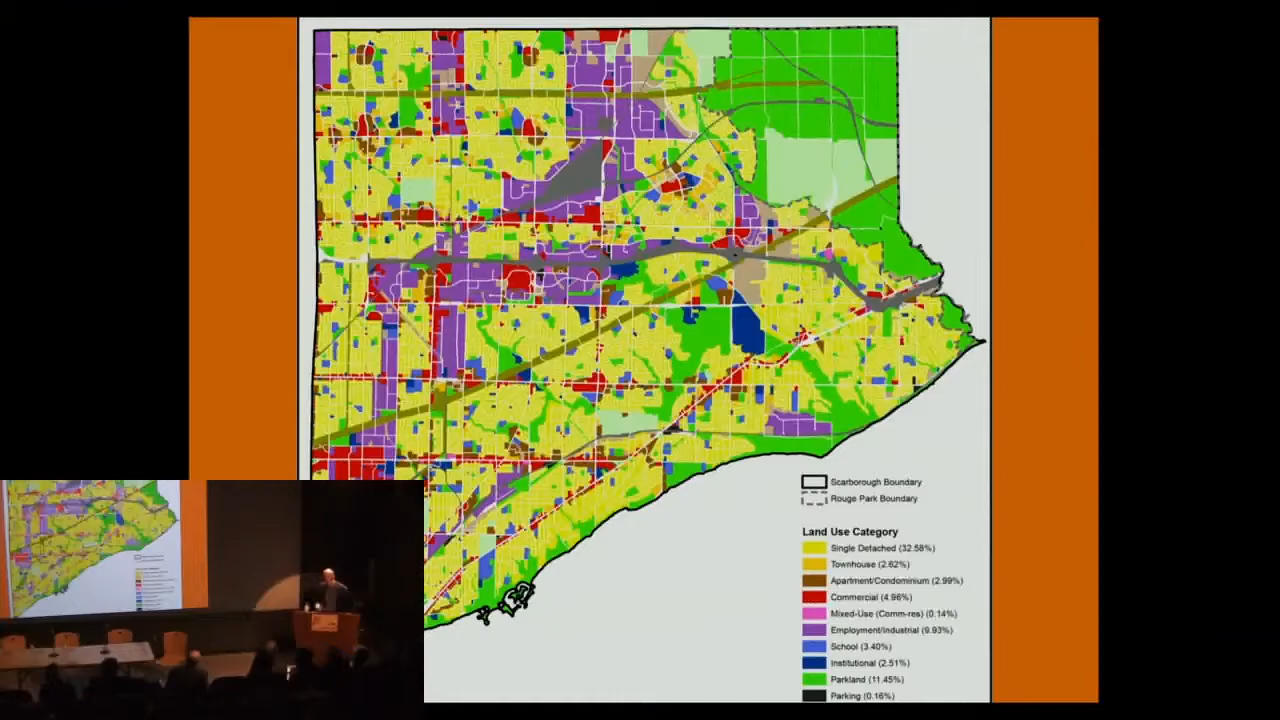 Scarborough Boundary
Rouge Park Boundary
Land Use Category
Single Detached (32.58%)
Townhouse (2.62%)
Apartment/Condominium (2.99%)
Commercial (4.96%)
Mixed-Use (Comm-res) (0.14%)
Employment/Industrial (9.93%)
School (3.40%)
Institutional (2.51%)
Parkland (11.45%)
Parking (0.16%)